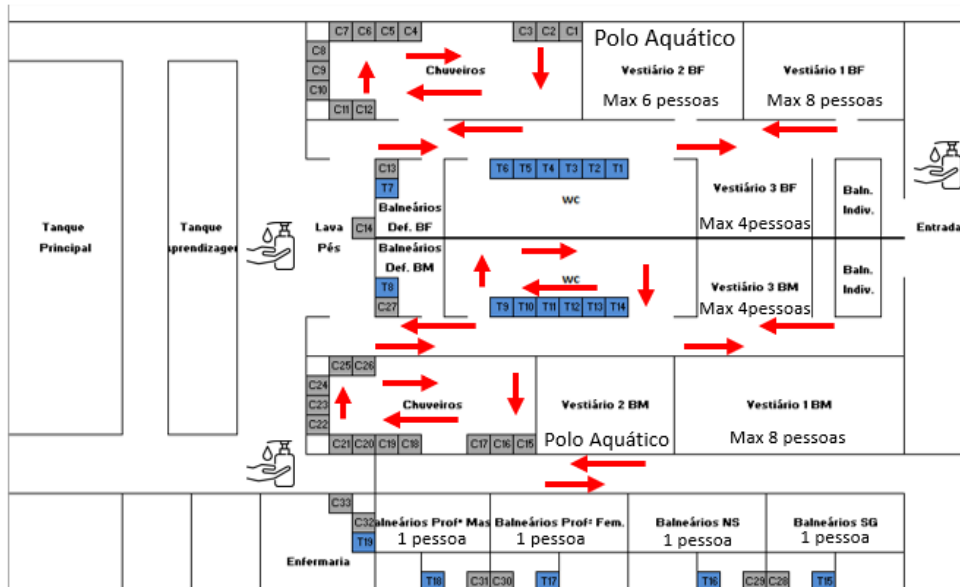 C7 C6 C5 C4 C3 C2 C1
Polo Aquático
C8
C9
C10
Chuveiros
Vestiário 2 BF
Vestiário 1 BF
Max 6 pessoas
Max 8 pessoas
C11 C12
C13
T7
T6 T5 T4 T3 T2 T1
WC
Vestiário 3 BF
Max 4pessoas
Baln.
Indiv.
Balneários
Def. BF
C14
Tanque
Principal
Tanque
prendizagem
Lava
Pés
Entrada
Balneários
Def. BM
WC
Vestiário 3 BM
Max 4pessoas
Baln.
Indiv.
T8
C27
T9 T10 T11 T12 T13 T14
C25 C26
C24
C23
C22
Chuveiros
Vestiário 2 BM
Polo Aquático
Vestiário 1 BM
Max 8 pessoas
C21 C20 C19 C18 C17 C16 C15
C33
C32
T19
Enfermaria
alneários Profº Mas
1 pessoa
Balneários Profª Fem.
1 pessoa
Balneários NS
1 pessoa
Balneários SG
1 pessoa
T18 C31 C30 T17 T16 C29 C28 T15